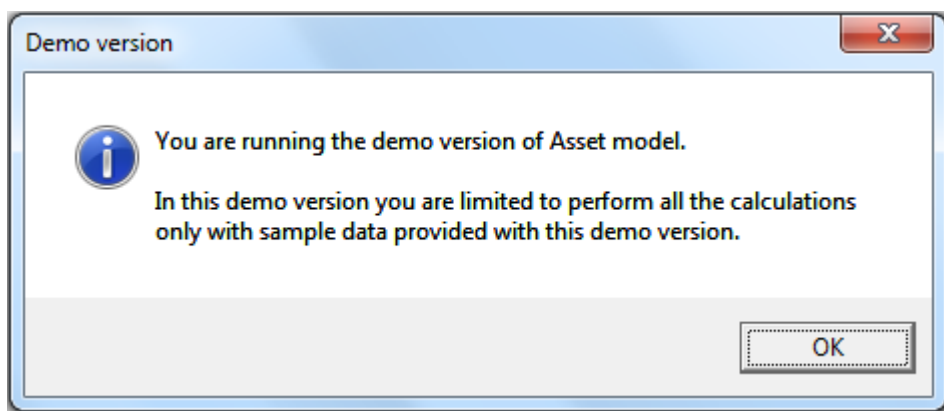 Demo version
You are running the demo version of Asset model.
In this demo version you are limited to perform all the calculations
only with sample data provided with this demo version.
OK